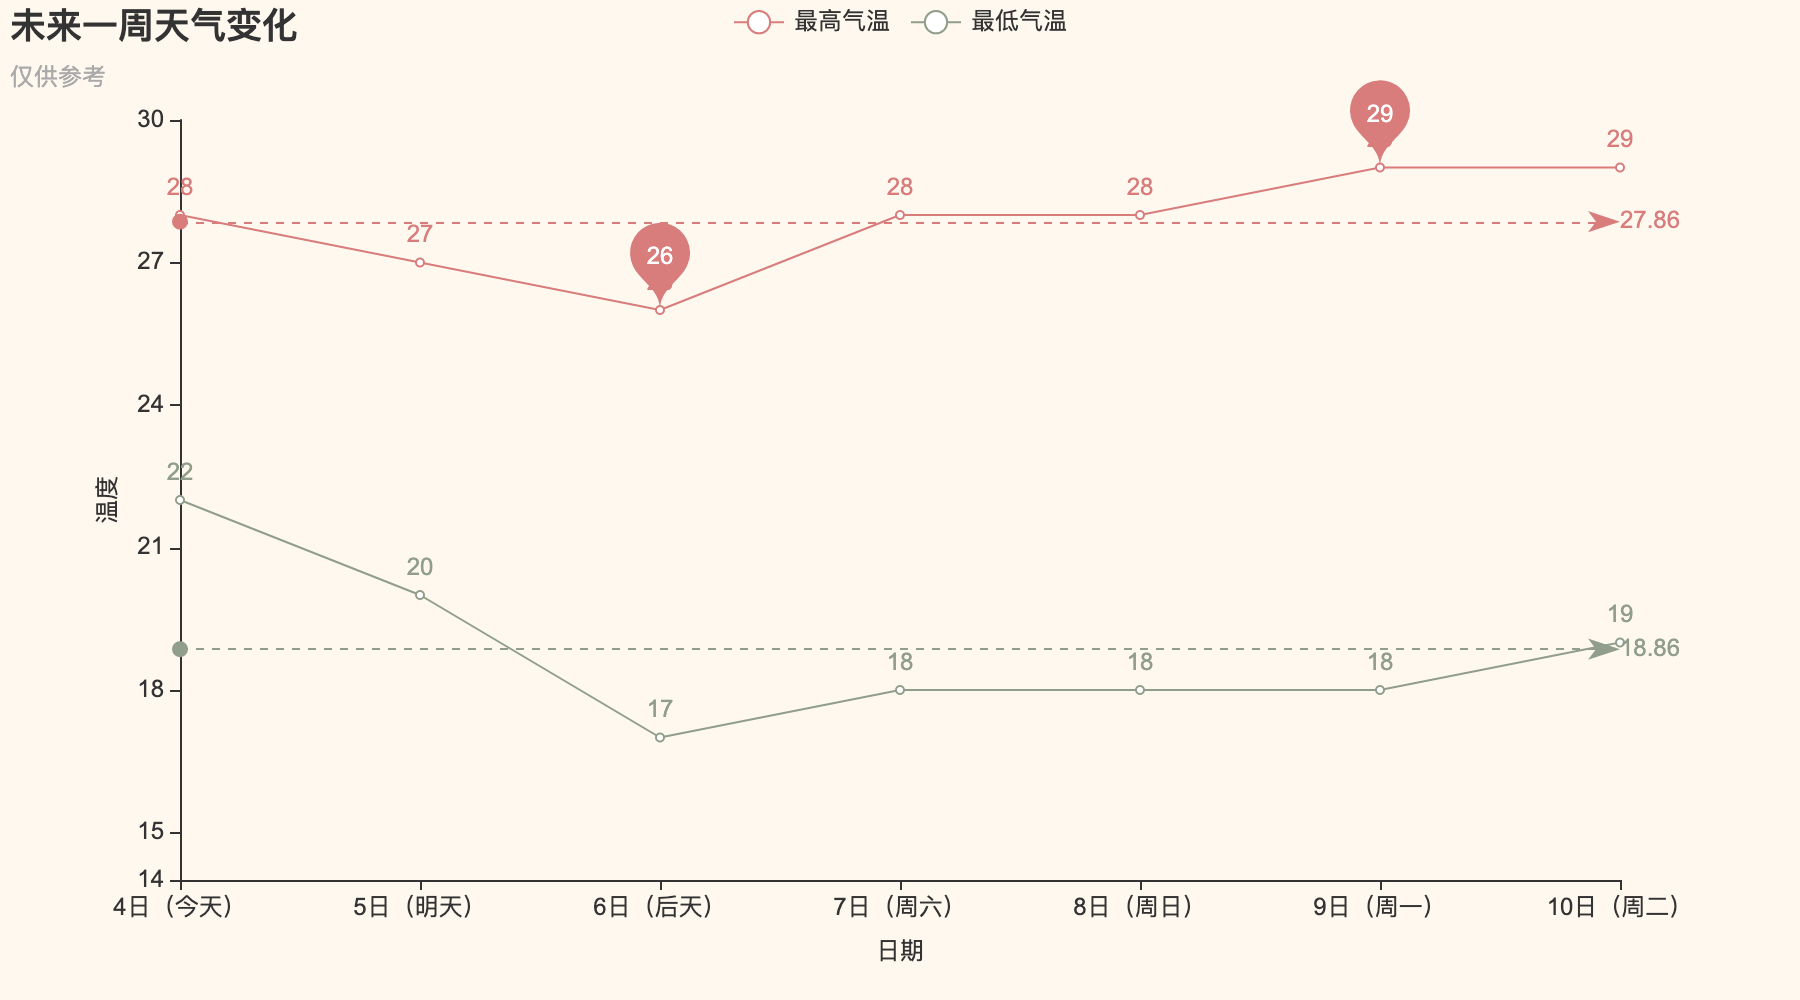 未来一周天气变化
仅供参考
最高气温
最低气温
30
27
24
21
18
15
14
温度
28
27
26
28
28
29
29
27.86
22
20
17
18
18
18
19
18.86
4日（今天）
5日（明天）
6日（后天）
7日（周六）
8日（周日）
9日（周一）
10日（周二）
日期